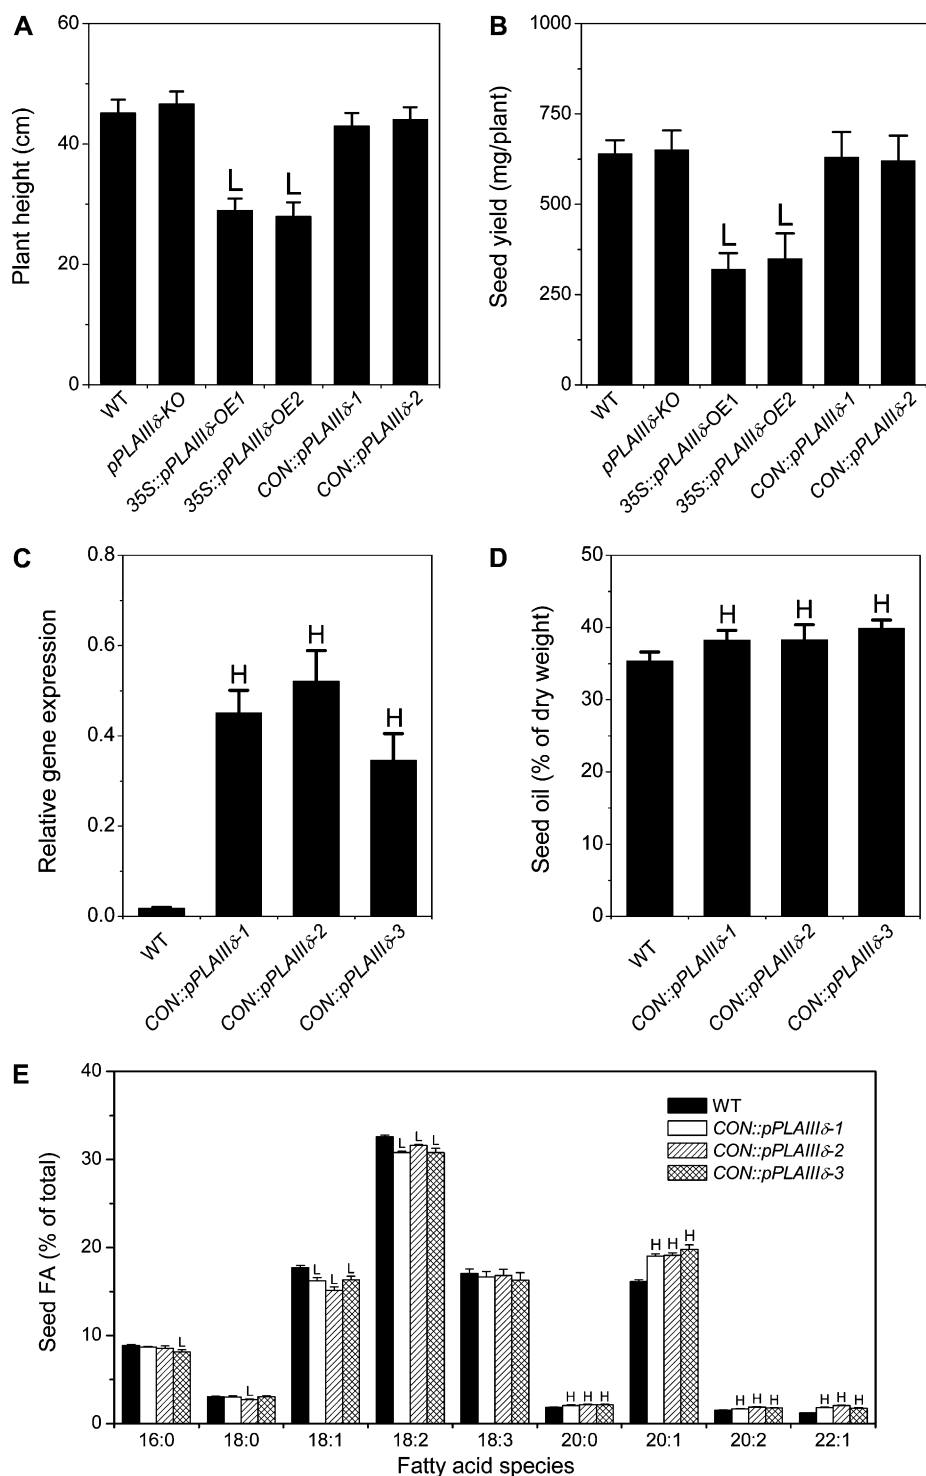 A
Plant height (cm)
60
40
20
0
L
L
WT
pPLAIIIδ-KO
35S::pPLAIIIδ-OE1
35S::pPLAIIIδ-OE2
CON::pPLAIIIδ-1
CON::pPLAIIIδ-2
B
Seed yield (mg/plant)
1000
750
500
250
0
L
L
WT
pPLAIIIδ-KO
35S::pPLAIIIδ-OE1
35S::pPLAIIIδ-OE2
CON::pPLAIIIδ-1
CON::pPLAIIIδ-2
C
Relative gene expression
0.8
0.6
0.4
0.2
0.0
H
H
H
WT
CON::pPLAIIIδ-1
CON::pPLAIIIδ-2
CON::pPLAIIIδ-3
D
Seed oil (% of dry weight)
50
40
30
20
10
0
H
H
H
WT
CON::pPLAIIIδ-1
CON::pPLAIIIδ-2
CON::pPLAIIIδ-3
E
Seed FA (% of total)
40
30
20
10
0
WT
CON::pPLAIIIδ-1
CON::pPLAIIIδ-2
CON::pPLAIIIδ-3
L
L
L L L
L L L
H H H
H H H
H H H
H H H
16:0 18:0 18:1 18:2 18:3 20:0 20:1 20:2 22:1
Fatty acid species